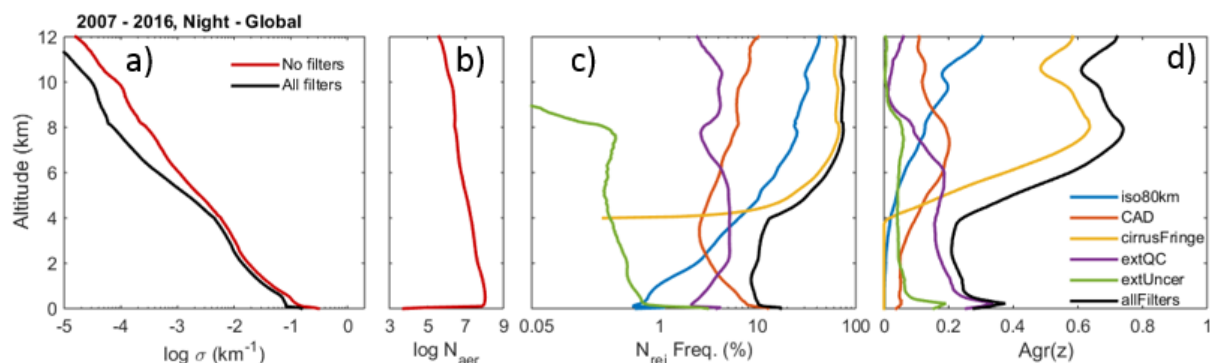 2007 - 2016, Night - Global
a)
No filters
All filters
b)
c)
d)
iso80km
CAD
cirrusFringe
extQC
extUncer
allFilters
Altitude (km)
12
10
8
6
4
2
0
-5 -4 -3 -2 -1 0
log σ (km⁻¹)
3 5 7 9
log N_aer
0.05 1 10 100
N_rej Freq. (%)
0 0.2 0.4 0.6 0.8 1
Agr(z)